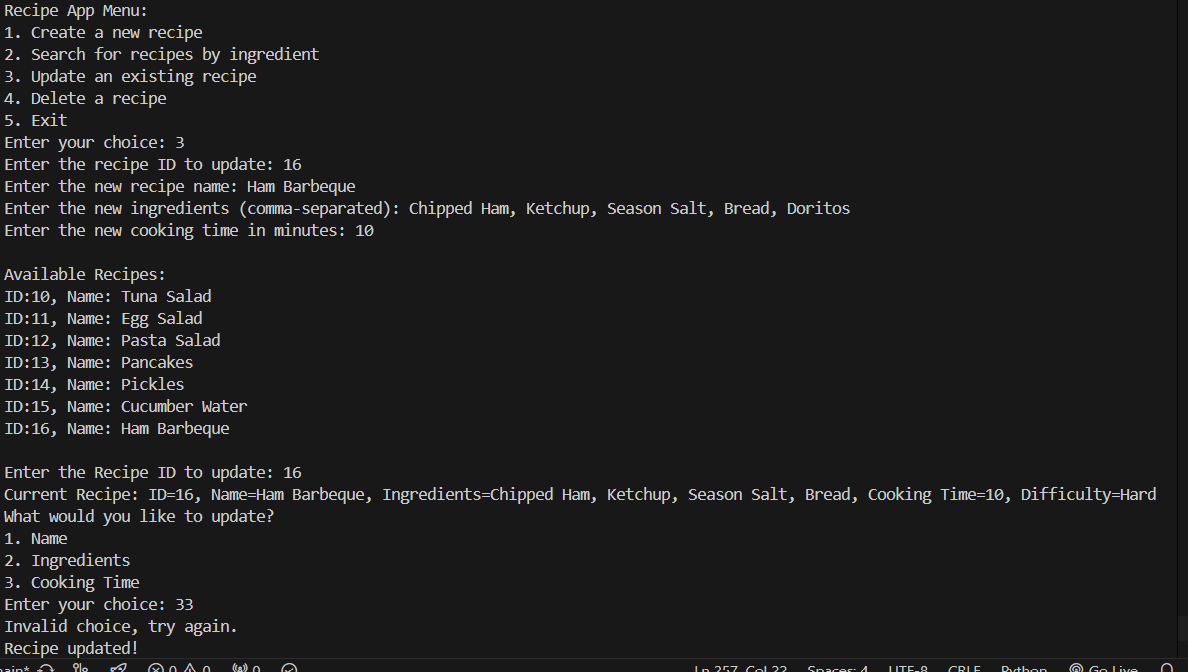 Recipe App Menu:
1. Create a new recipe
2. Search for recipes by ingredient
3. Update an existing recipe
4. Delete a recipe
5. Exit
Enter your choice: 3
Enter the recipe ID to update: 16
Enter the new recipe name: Ham Barbeque
Enter the new ingredients (comma-separated): Chipped Ham, Ketchup, Season Salt, Bread, Doritos
Enter the new cooking time in minutes: 10
Available Recipes:
ID:10, Name: Tuna Salad
ID:11, Name: Egg Salad
ID:12, Name: Pasta Salad
ID:13, Name: Pancakes
ID:14, Name: Pickles
ID:15, Name: Cucumber Water
ID:16, Name: Ham Barbeque
Enter the Recipe ID to update: 16
Current Recipe: ID=16, Name=Ham Barbeque, Ingredients=Chipped Ham, Ketchup, Season Salt, Bread, Cooking Time=10, Difficulty=Hard
What would you like to update?
1. Name
2. Ingredients
3. Cooking Time
Enter your choice: 33
Invalid choice, try again.
Recipe updated!
0 0 0 Ln 257, Col 22 Spaces: 4 UTF-8 CRLF Python Go Live